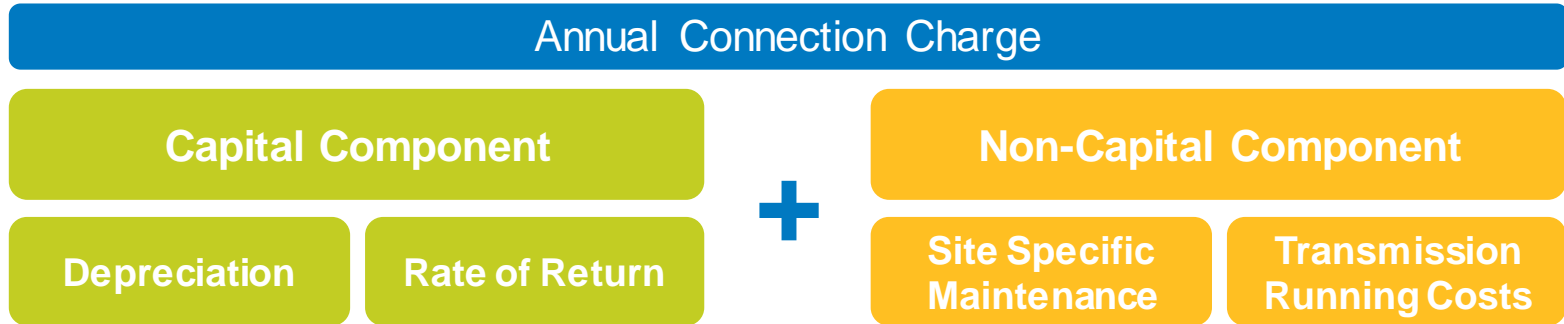 Annual Connection Charge
Capital Component
+
Non-Capital Component
Depreciation
Rate of Return
Site Specific
Maintenance
Transmission
Running Costs